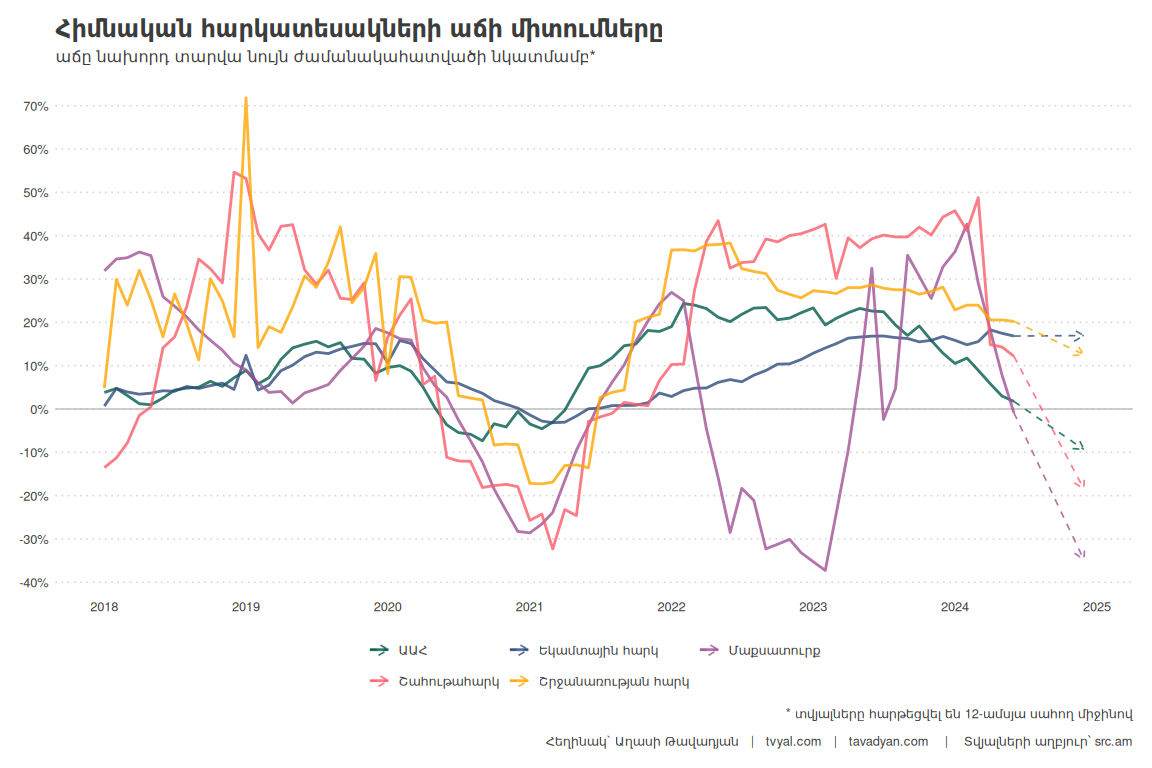 Հիմնական հարկատեսակների աճի միտումները
աճը նախորդ տարվա նույն ժամանակահատվածի նկատմամբ*
70%
60%
50%
40%
30%
20%
10%
0%
-10%
-20%
-30%
-40%
2018 2019 2020 2021 2022 2023 2024 2025
ԱԱՀ Եկամտային հարկ Մաքսատուրք
Շահութահարկ Շրջանառության հարկ
* տվյալները հարթեցվել են 12-ամսյա սահող միջինով
Հեղինակ` Աղասի Թավադյան | tvyal.com | tavadyan.com | Տվյալների աղբյուր` src.am